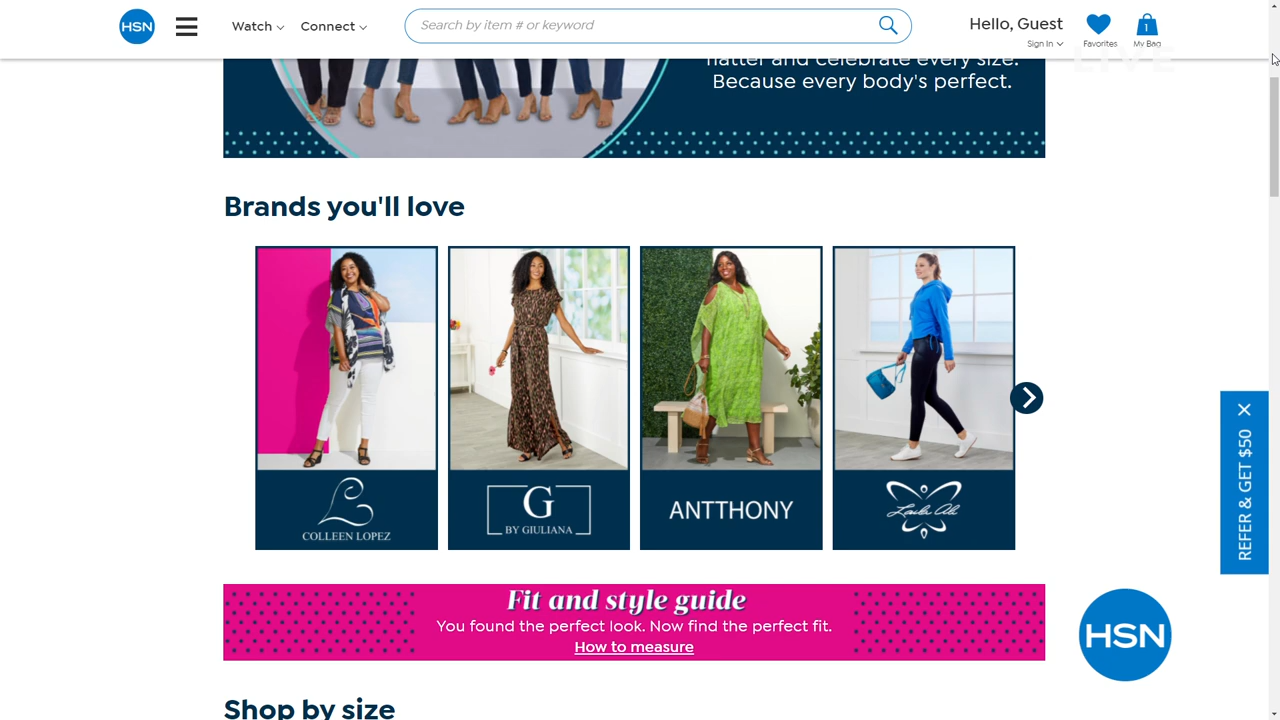 HSN
Watch
Connect
Search by item # or keyword
Hello, Guest
Sign In
Favorites
1
My Bag
LIVE
flatter and celebrate every size.
Because every body's perfect.
Brands you'll love
COLLEEN LOPEZ
G
BY GIULIANA
ANTTHONY
Laila Ali
REFER & GET $50
Fit and style guide
You found the perfect look. Now find the perfect fit.
How to measure
HSN
Shop by size